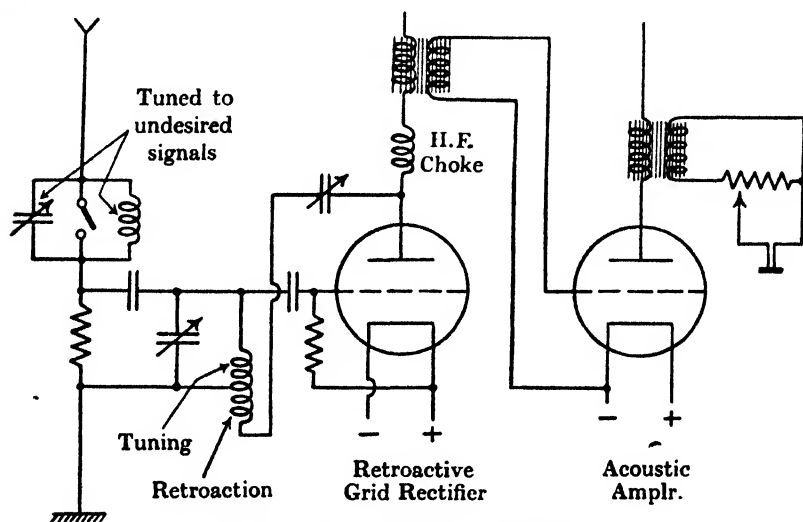 Tuned to
undesired
signals
H.F.
Choke
Tuning
Retroaction
- +
Retroactive
Grid Rectifier
- +
Acoustic
Amplr.